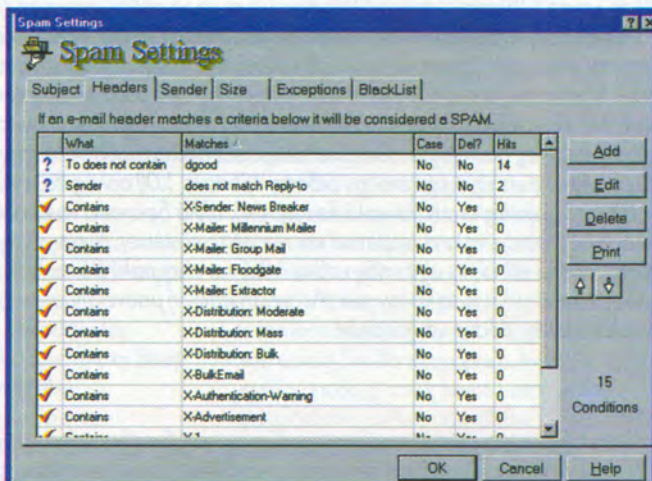 Spam Settings
Spam Settings
Subject Headers Sender Size Exceptions BlackList
If an e-mail header matches a criteria below it will be considered a SPAM.
What Matches Case Del? Hits
? To does not contain dgood No No 14
? Sender does not match Reply-to No No 2
Contains X-Sender: News Breaker No Yes 0
Contains X-Mailer: Millennium Mailer No Yes 0
Contains X-Mailer: Group Mail No Yes 0
Contains X-Mailer: Floodgate No Yes 0
Contains X-Mailer: Extractor No Yes 0
Contains X-Distribution: Moderate No Yes 0
Contains X-Distribution: Mass No Yes 0
Contains X-Distribution: Bulk No Yes 0
Contains X-BulkEmail No Yes 0
Contains X-Authentication-Warning No Yes 0
Contains X-Advertisement No Yes 0
Contains No Yes 0
Add
Edit
Delete
Print
15
Conditions
OK Cancel Help